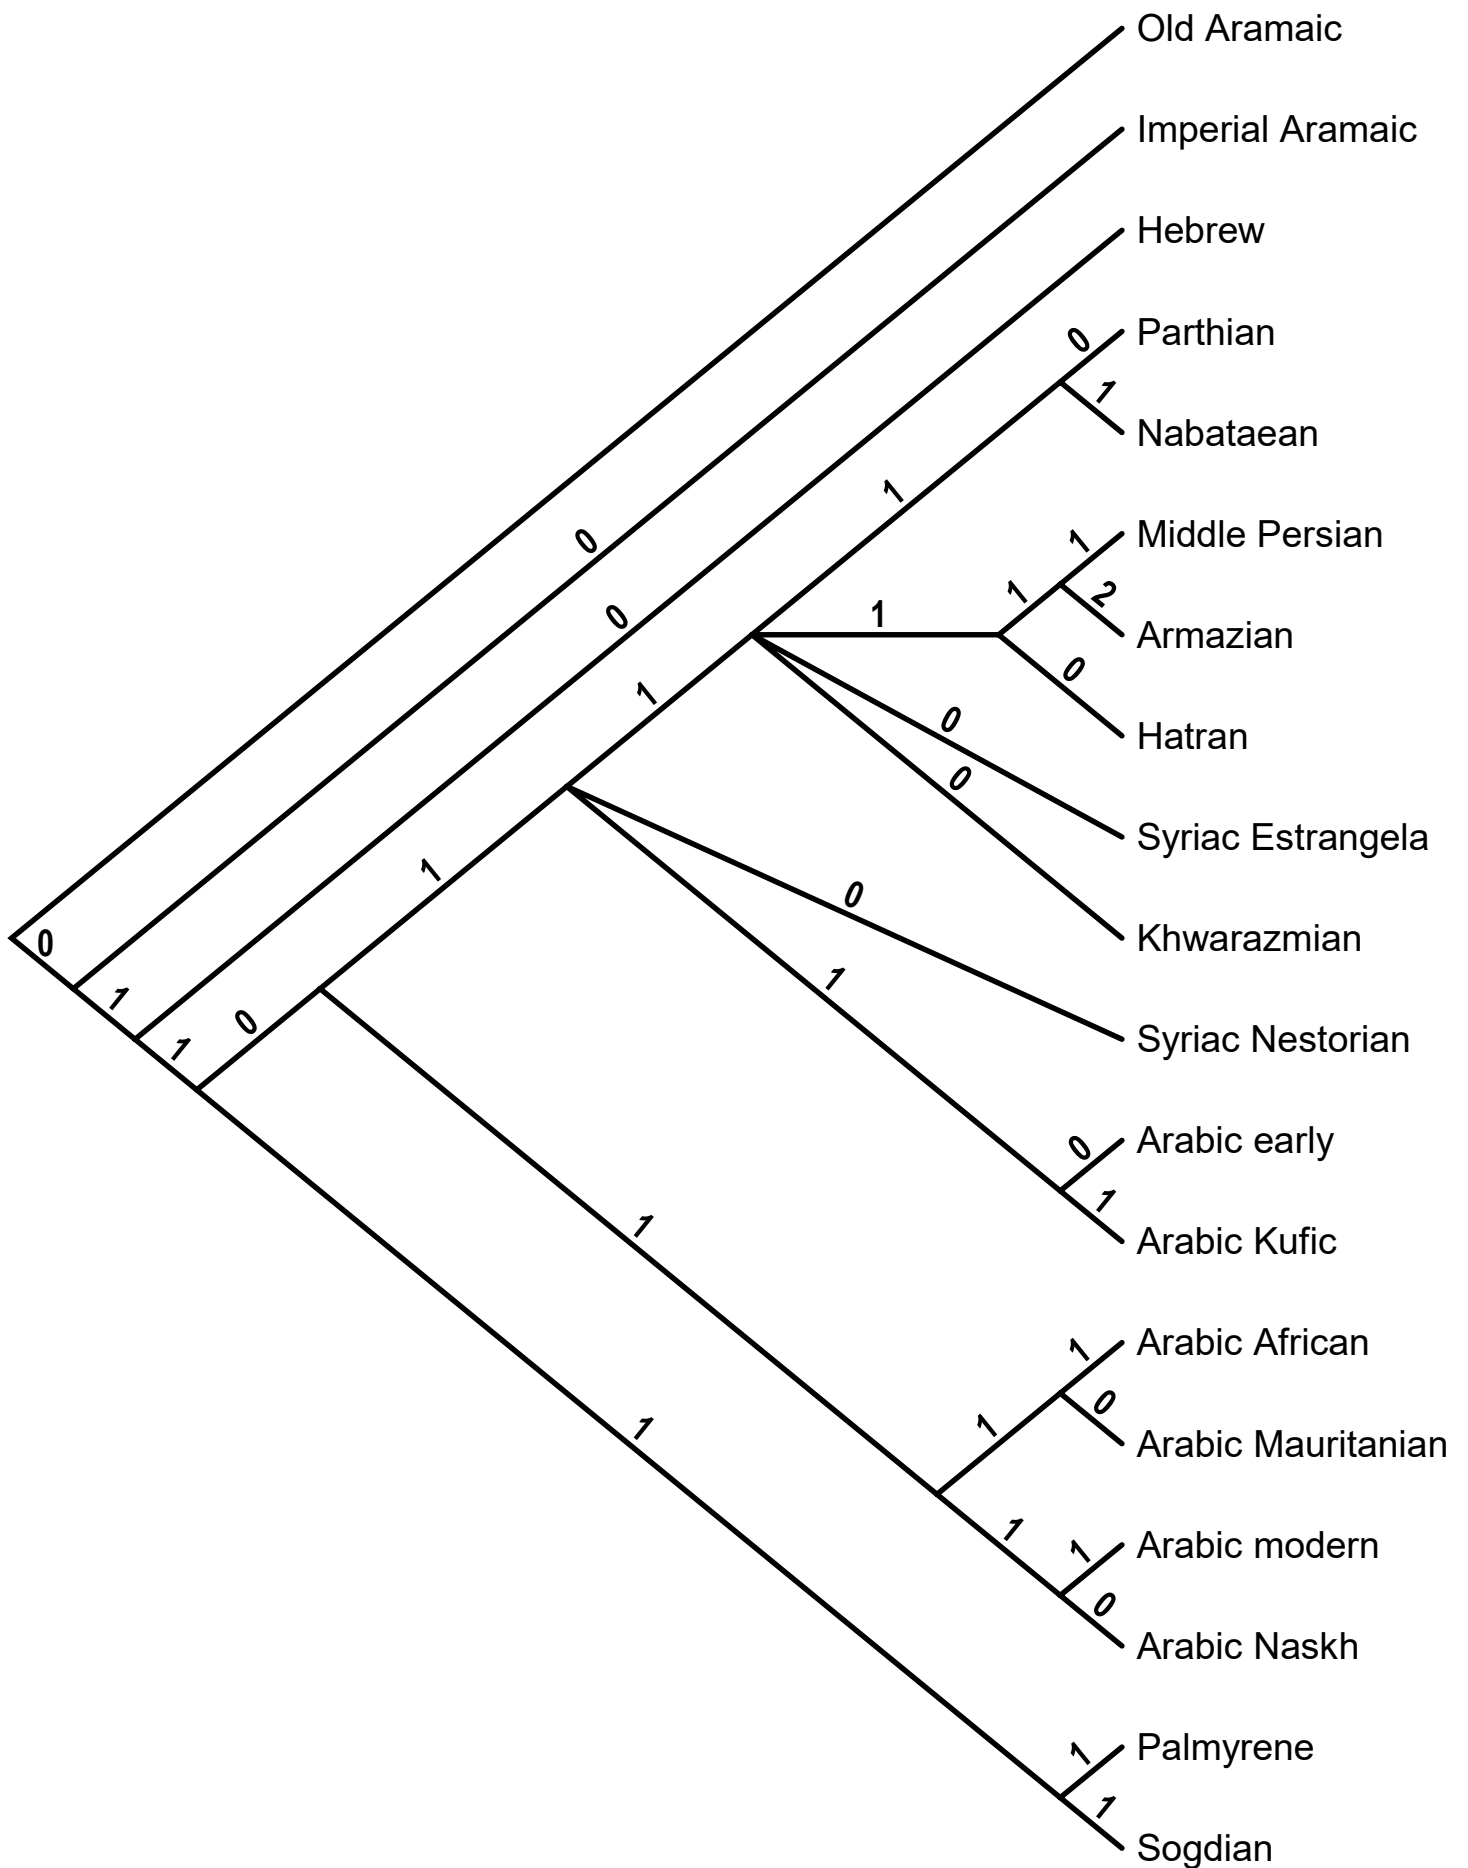 Old Aramaic
Imperial Aramaic
Hebrew
0 Parthian
1
Nabataean
1
1 Middle Persian
0
1 2
1
Armazian
0
0
Hatran
1
0
0
Syriac Estrangela
1
0
0
Khwarazmian
1
1
0
Syriac Nestorian
1
0 Arabic early
1
1
Arabic Kufic
1 Arabic African
0
1
1
Arabic Mauritanian
1
1 Arabic modern
0
Arabic Naskh
1 Palmyrene
1
Sogdian